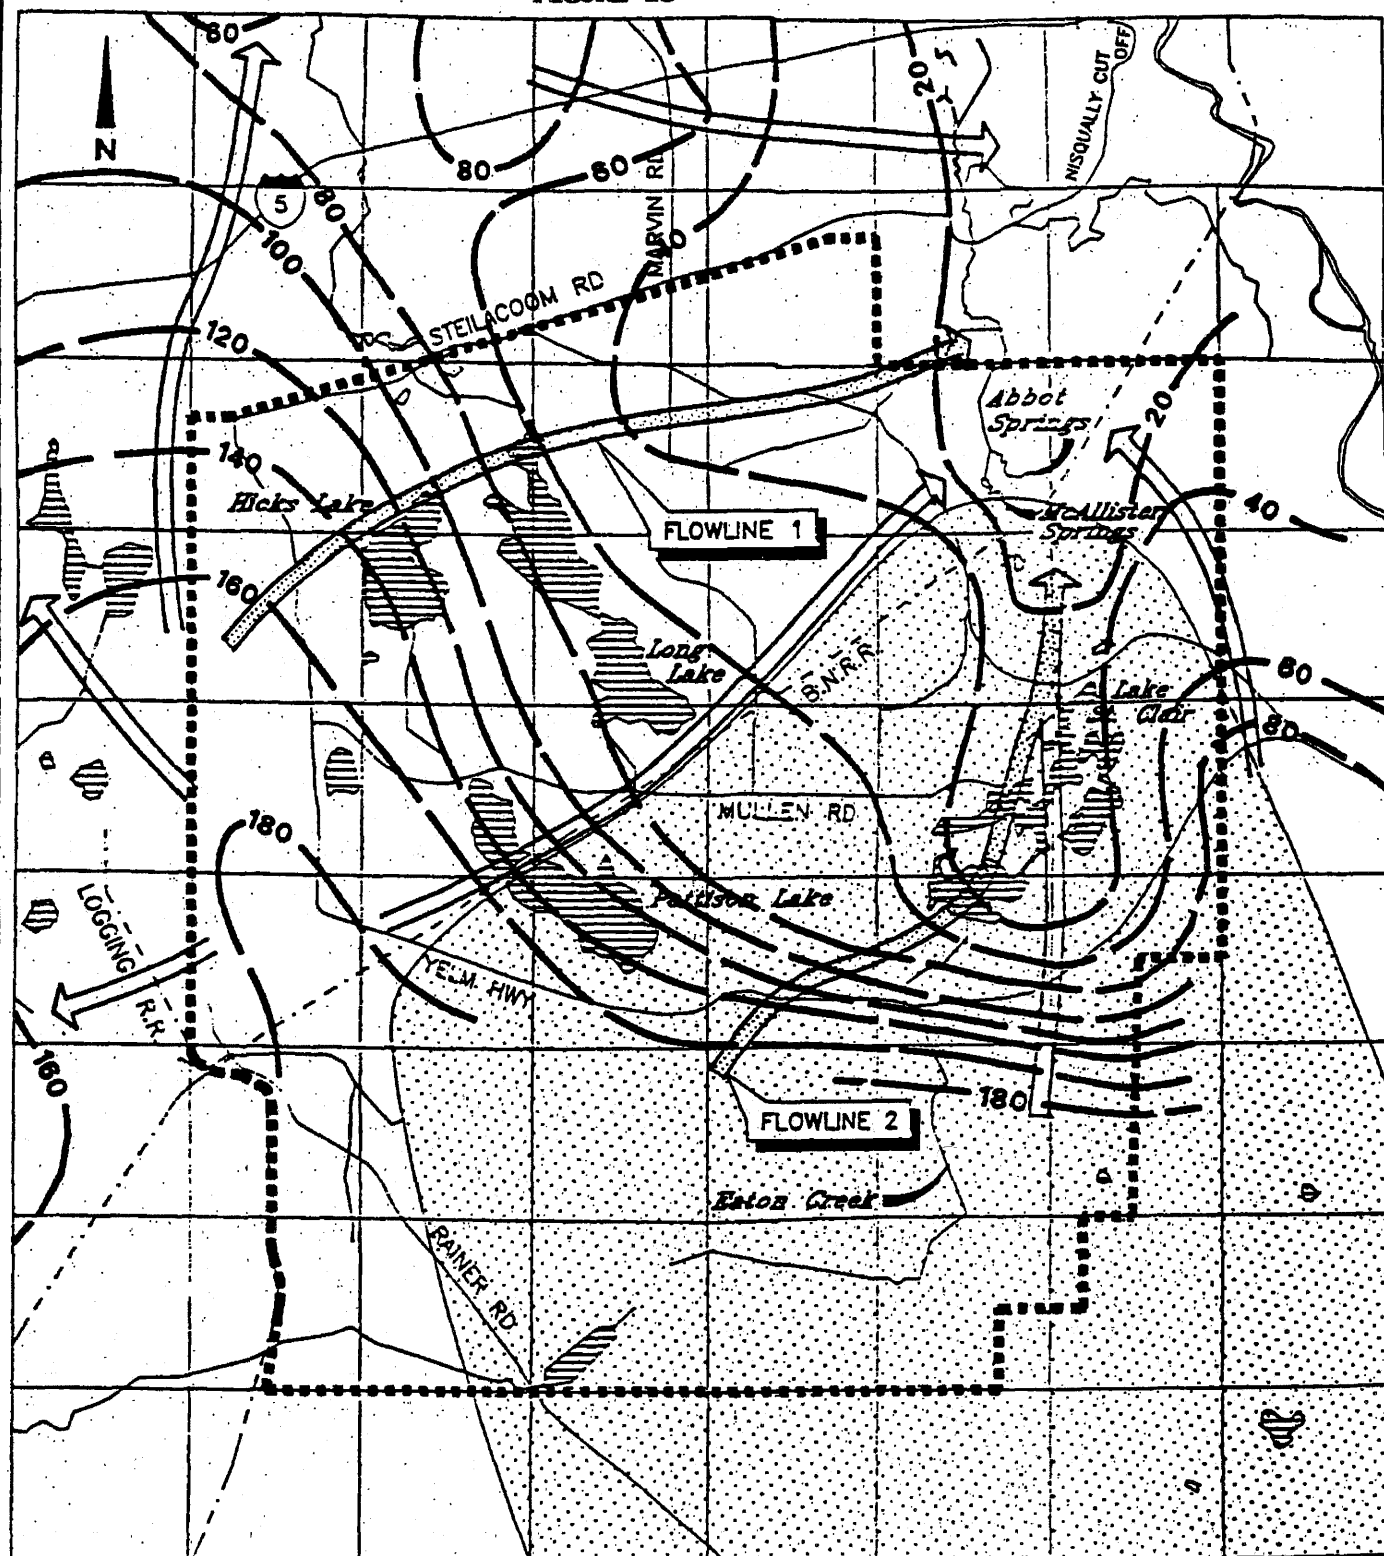 80
20
NISQUALLY CUT
OFF
N
80
60
MARVIN RD
5
80
100
STEILACOOM RD
120
Abbot
Springs
20
140
Hicks Lake
40
FLOWLINE 1
McAllister
Springs
160
Long
Lake
B.N.R.R.
60
Lake
Clair
80
MULLEN RD
180
Pattison Lake
LOGGING
R.R.
YELM HWY
160
180
FLOWLINE 2
Eaton Creek
RAINER RD